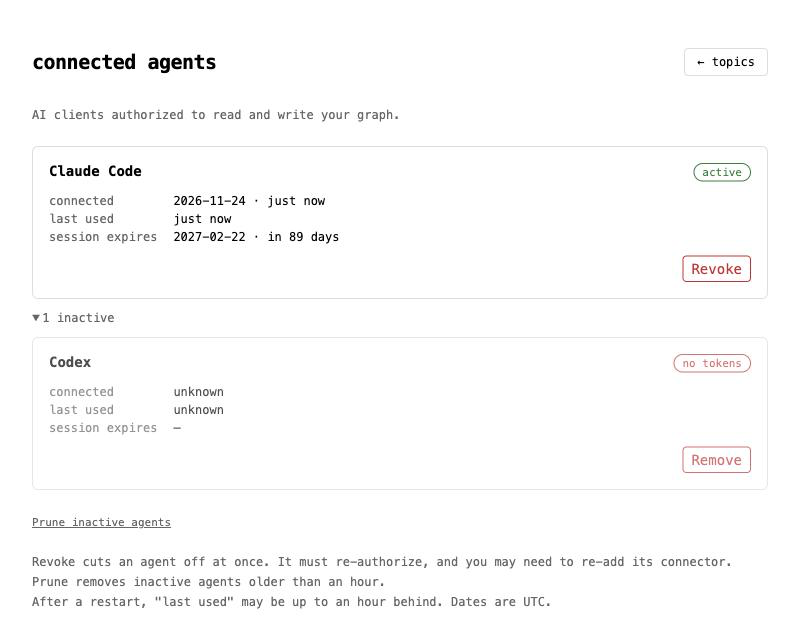 connected agents
← topics
AI clients authorized to read and write your graph.
Claude Code
active
connected 2026-11-24 · just now
last used just now
session expires 2027-02-22 · in 89 days
Revoke
▼1 inactive
Codex
no tokens
connected unknown
last used unknown
session expires —
Remove
Prune inactive agents
Revoke cuts an agent off at once. It must re-authorize, and you may need to re-add its connector.
Prune removes inactive agents older than an hour.
After a restart, "last used" may be up to an hour behind. Dates are UTC.